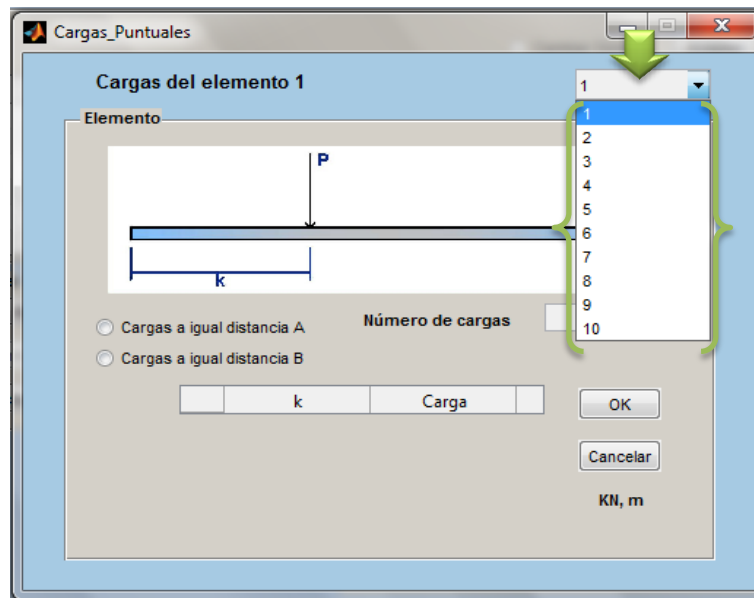 Cargas_Puntuales
Cargas del elemento 1
1
Elemento
1
2
3
4
5
6
7
8
9
10
P
k
Cargas a igual distancia A
Número de cargas
Cargas a igual distancia B
k Carga
OK
Cancelar
KN, m